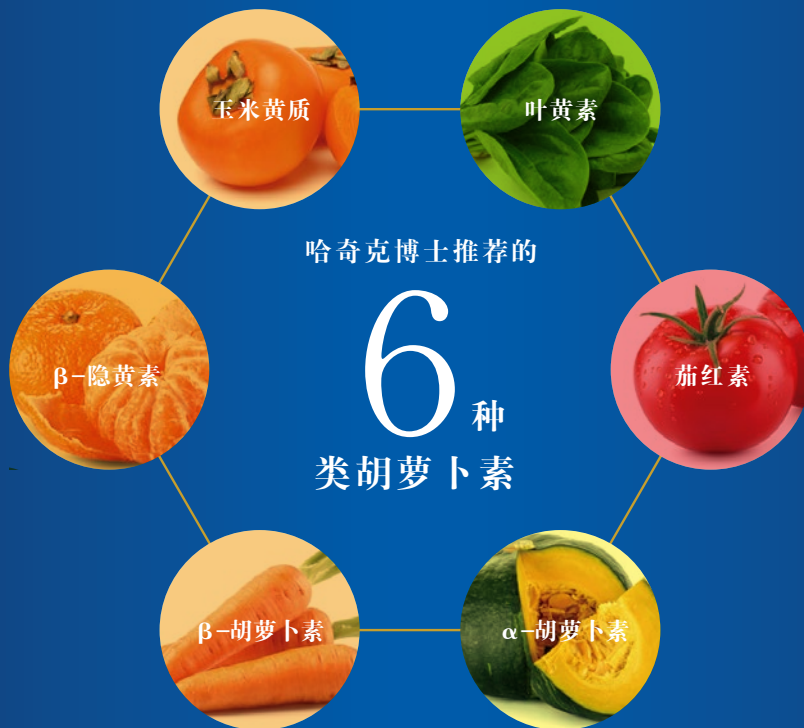 玉米黄质
叶黄素
哈奇克博士推荐的
6种
类胡萝卜素
β-隐黄素
茄红素
β-胡萝卜素
α-胡萝卜素